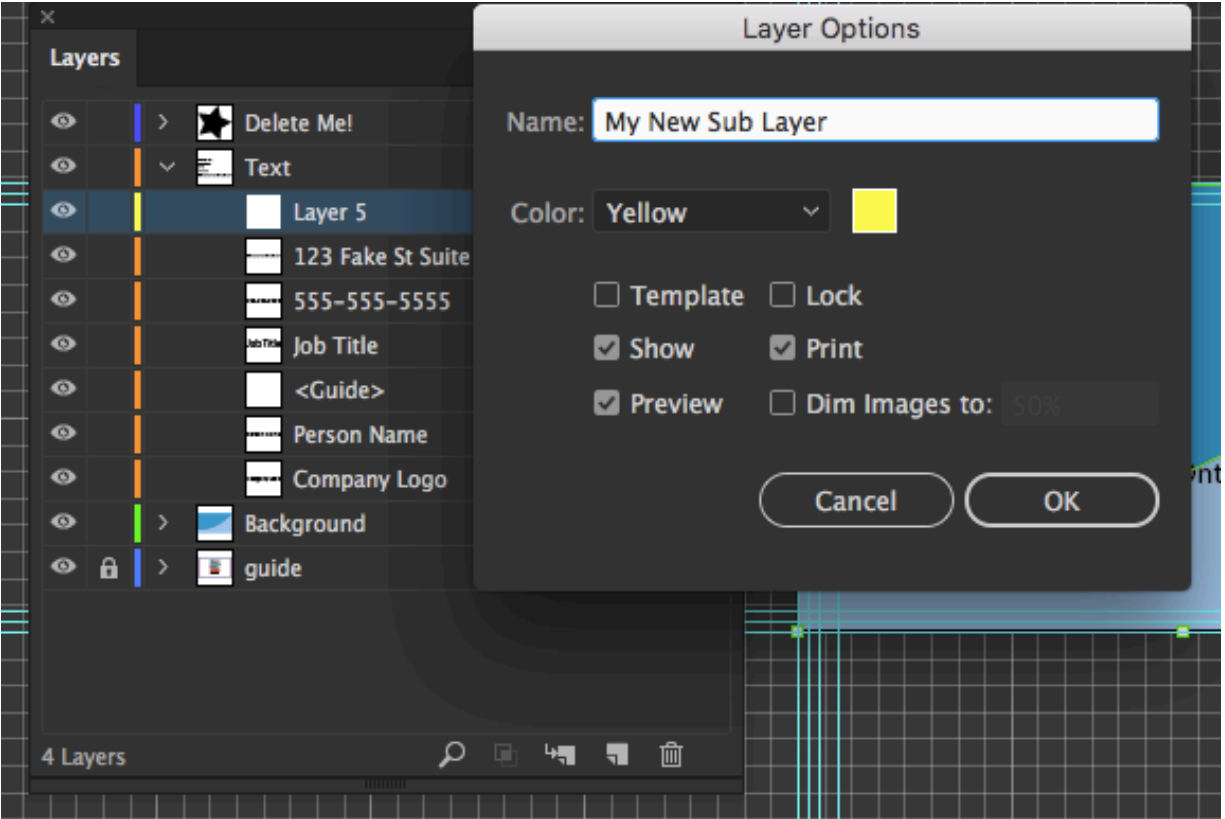 Layers
Delete Me!
Text
Layer 5
123 Fake St Suite
555-555-5555
Job Title
<Guide>
Person Name
Company Logo
Background
guide
4 Layers
Layer Options
Name: My New Sub Layer
Color: Yellow
Template Lock
Show Print
Preview Dim Images to: 50%
Cancel OK